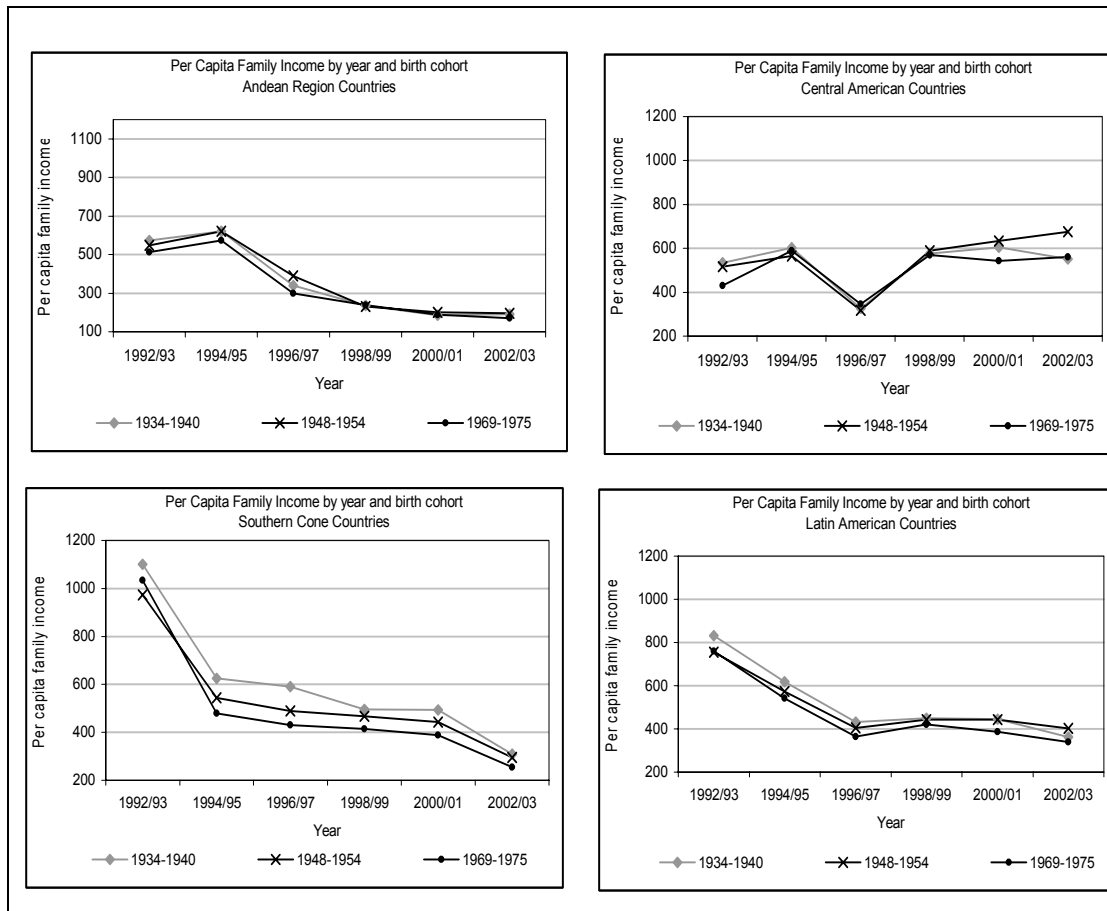 Per Capita Family Income by year and birth cohort
Andean Region Countries
Per capita family income
1100
900
700
500
300
100
1992/93 1994/95 1996/97 1998/99 2000/01 2002/03
Year
1934-1940 1948-1954 1969-1975
Per Capita Family Income by year and birth cohort
Central American Countries
Per capita family income
1200
1000
800
600
400
200
1992/93 1994/95 1996/97 1998/99 2000/01 2002/03
Year
1934-1940 1948-1954 1969-1975
Per Capita Family Income by year and birth cohort
Southern Cone Countries
Per capita family income
1200
1000
800
600
400
200
1992/93 1994/95 1996/97 1998/99 2000/01 2002/03
Year
1934-1940 1948-1954 1969-1975
Per Capita Family Income by year and birth cohort
Latin American Countries
Per capita family income
1200
1000
800
600
400
200
1992/93 1994/95 1996/97 1998/99 2000/01 2002/03
Year
1934-1940 1948-1954 1969-1975